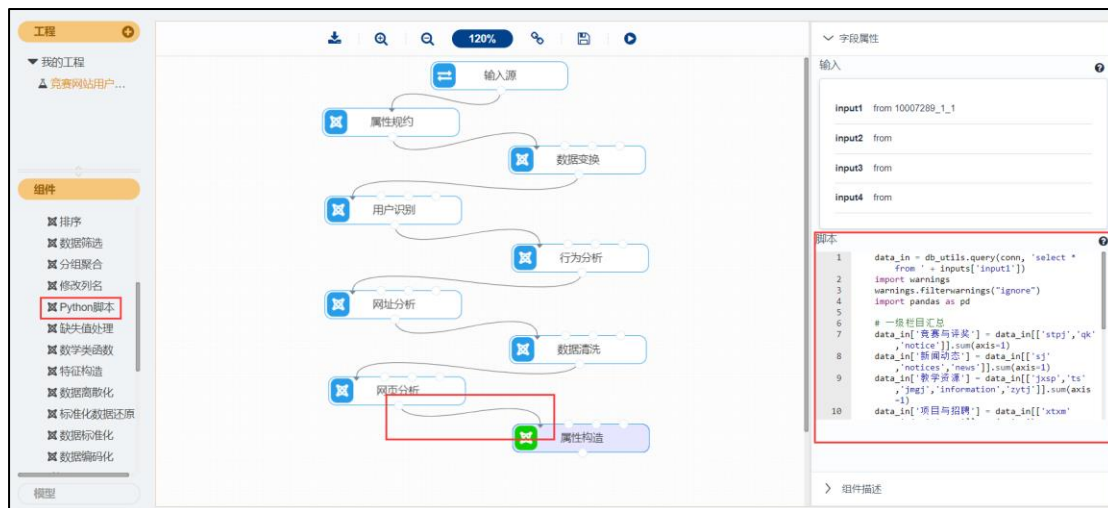 工程
我的工程
竞赛网站用户...
组件
排序
数据筛选
分组聚合
修改列名
Python脚本
缺失值处理
数学类函数
特征构造
数据离散化
标准化数据还原
数据标准化
数据编码化
模型
120%
输入源
属性规约
数据变换
用户识别
行为分析
网址分析
数据清洗
网页分析
属性构造
字段属性
输入
input1 from 10007289_1_1
input2 from
input3 from
input4 from
脚本
1 data_in = db_utils.query(conn, 'select *
from ' + inputs['input1'])
2 import warnings
3 warnings.filterwarnings("ignore")
4 import pandas as pd
5
6 # 一级栏目汇总
7 data_in['竞赛与评奖'] = data_in[['stpj','qk'
,'notice']].sum(axis=1)
8 data_in['新闻动态'] = data_in[['sj'
,'notices','news']].sum(axis=1)
9 data_in['教学资源'] = data_in[['jxsp','ts'
,'jmgj','information','zytj']].sum(axis
=1)
10 data_in['项目与招聘'] = data_in[['xtxm'
组件描述